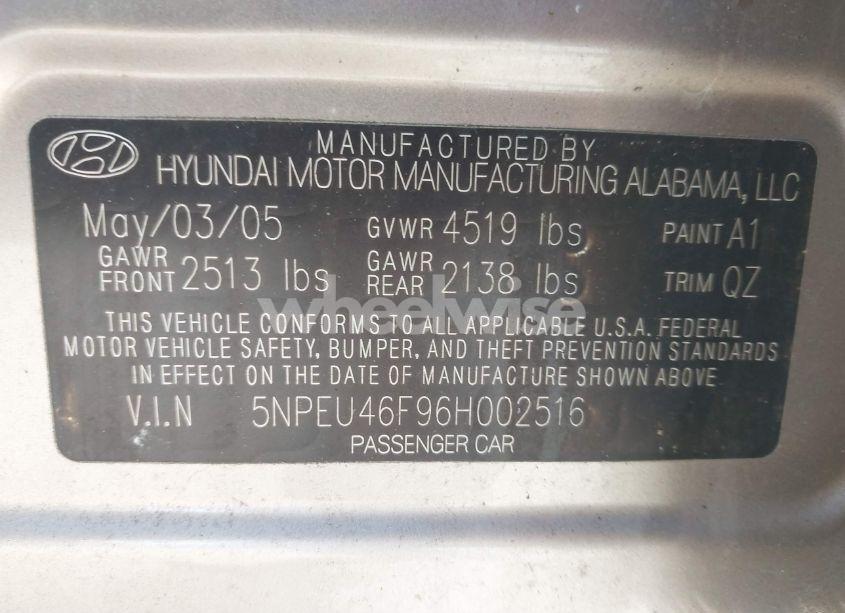 MANUFACTURED BY
HYUNDAI MOTOR MANUFACTURING ALABAMA, LLC
May/03/05 GVWR 4519 lbs PAINT A1
GAWR FRONT 2513 lbs GAWR REAR 2138 lbs TRIM QZ
wheelwise
THIS VEHICLE CONFORMS TO ALL APPLICABLE U.S.A. FEDERAL
MOTOR VEHICLE SAFETY, BUMPER, AND THEFT PREVENTION STANDARDS
IN EFFECT ON THE DATE OF MANUFACTURE SHOWN ABOVE
V.I.N 5NPEU46F96H002516
PASSENGER CAR